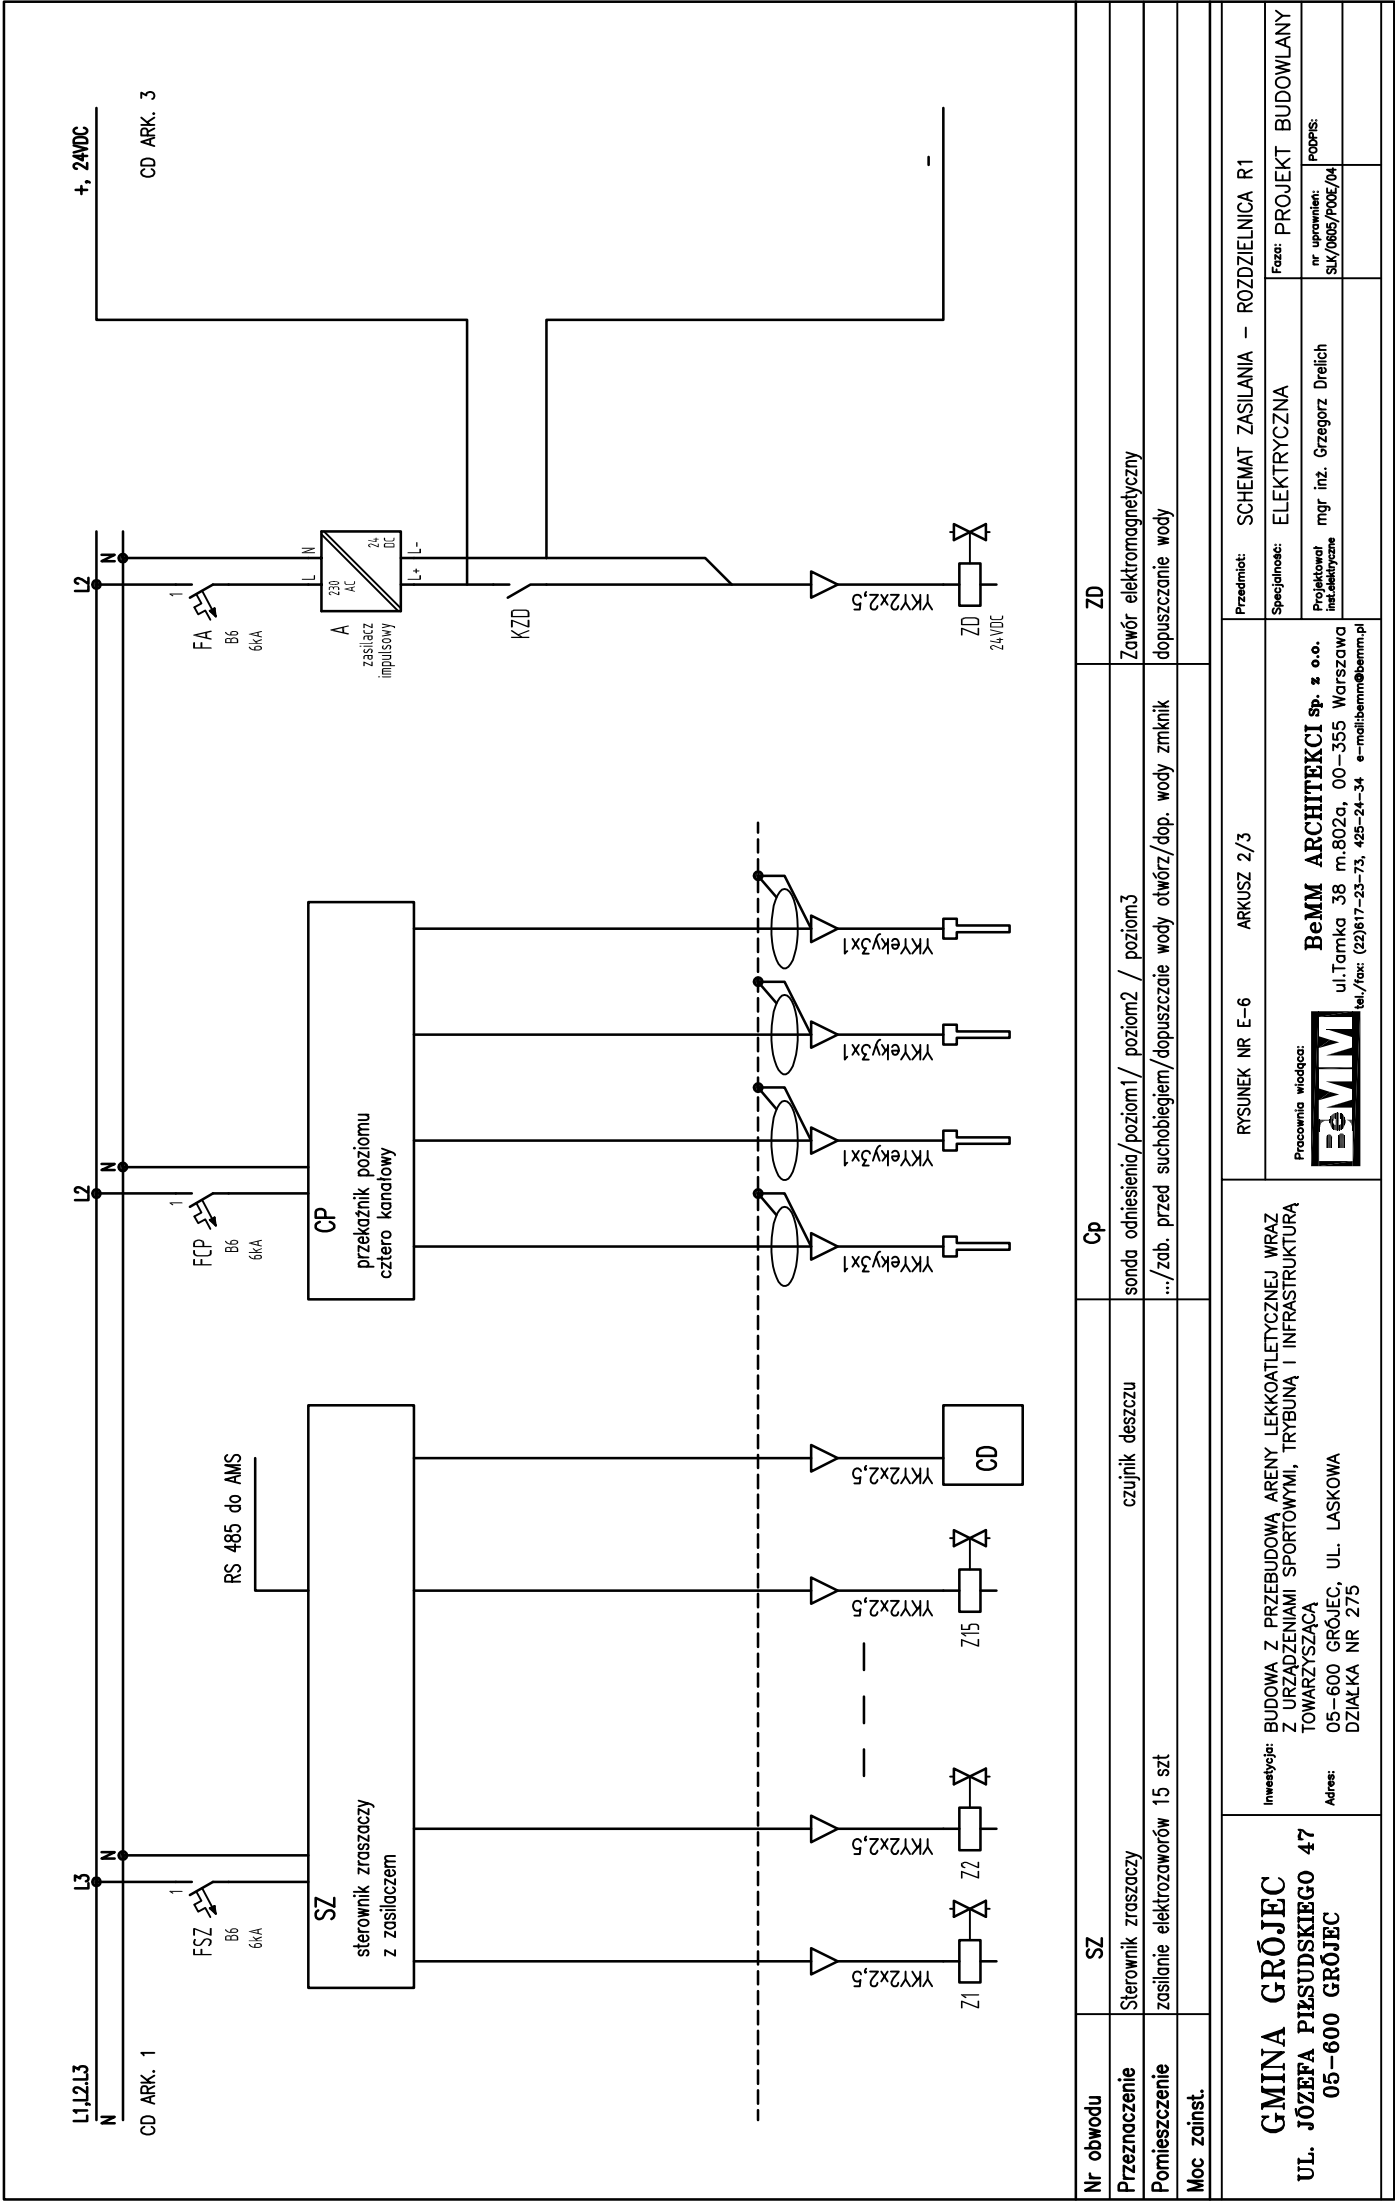 L1,L2.L3
N
CD ARK. 1
L3
N
FSZ
1
B6
6kA
RS 485 do AMS
SZ
sterownik zraszaczy
z zasilaczem
YKY2x2,5
YKY2x2,5
YKY2x2,5
YKY2x2,5
Z1
Z2
Z15
CD
L2
N
FCP
1
B6
6kA
CP
przekaźnik poziomu
cztero kanałowy
YKYeky3x1
YKYeky3x1
YKYeky3x1
YKYeky3x1
L2
N
FA
1
B6
6kA
L
N
A
zasilacz
impulsowy
230
AC
24
DC
L+
L-
KZD
YKY2x2,5
ZD
24VDC
+, 24VDC
CD ARK. 3
-
Nr obwodu SZ Cp ZD
Przeznaczenie Sterownik zraszaczy czujnik deszczu sonda odniesienia/poziom1/ poziom2 / poziom3 Zawór elektromagnetyczny
Pomieszczenie zasilanie elektrozaworów 15 szt .../zab. przed suchobiegiem/dopuszczaie wody otwórz/dop. wody zmknik dopuszczanie wody
Moc zainst.
GMINA GRÓJEC
UL. JÓZEFA PIŁSUDSKIEGO 47
05-600 GRÓJEC
Inwestycja: BUDOWA Z PRZEBUDOWĄ ARENY LEKKOATLETYCZNEJ WRAZ
Z URZĄDZENIAMI SPORTOWYMI, TRYBUNĄ I INFRASTRUKTURĄ
TOWARZYSZĄCĄ
Adres: 05-600 GRÓJEC, UL. LASKOWA
DZIAŁKA NR 275
RYSUNEK NR E-6 ARKUSZ 2/3
Pracownia wiodąca:
BeMM
BeMM ARCHITEKCI Sp. z o.o.
ul.Tamka 38 m.802a, 00-355 Warszawa
tel./fax: (22)617-23-73, 425-24-34 e-mail:bemm@bemm.pl
Przedmiot: SCHEMAT ZASILANIA - ROZDZIELNICA R1
Specjalność: ELEKTRYCZNA
Faza: PROJEKT BUDOWLANY
Projektował
inst.elektryczne
mgr inż. Grzegorz Drelich
nr uprawnień:
SLK/0605/POOE/04
PODPIS: